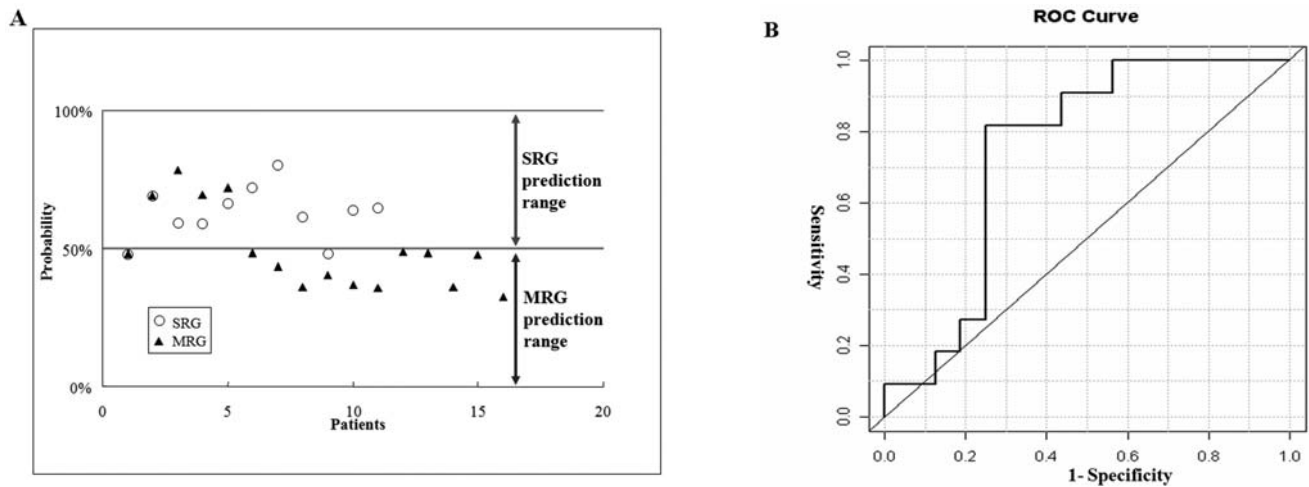 A
100%
50%
0%
Probability
SRG
prediction
range
MRG
prediction
range
SRG
MRG
0 5 10 15 20
Patients
B
ROC Curve
1.0
0.8
0.6
0.4
0.2
0.0
Sensitivity
0.0 0.2 0.4 0.6 0.8 1.0
1- Specificity